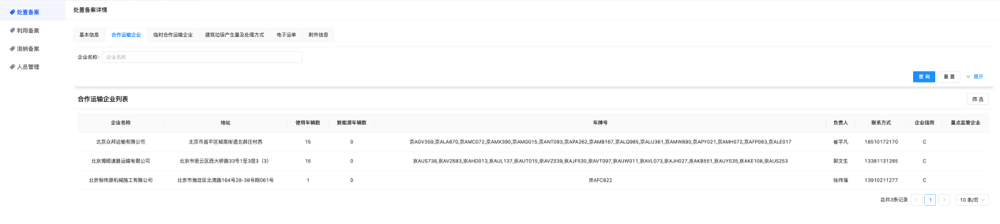 处置备案
利用备案
消纳备案
人员管理
处置备案详情
基本信息 合作运输企业 临时合作运输企业 建筑垃圾产生量及处理方式 电子运单 附件信息
企业名称: 企业名称
查 询 重 置 展开
合作运输企业列表 筛 选
企业名称 地址 使用车辆数 新能源车辆数 车牌号 负责人 联系方式 企业信用 重点监管企业
北京众邦运输有限公司 北京市昌平区城南街道北郝庄村西 15 0 京AGV359,京ALA870,京AMC072,京AMX390,京AMG015,京ANT093,京APA262,京AMB167,京ALQ985,京ALU361,京AMW690,京APY021,京AMH072,京AFP063,京ALE017 崔宇凡 18510172170 C
北京博顺道路运输有限公司 北京市密云区西大桥路33号1至3层3（3） 15 0 京AUS738,京AVZ683,京AHD013,京AUL137,京AUT015,京AVZ039,京AJF530,京AVT097,京AUW011,京AVL073,京AJH027,京AKB551,京AUY035,京AKE108,京AUS253 郭文生 13381131285 C
北京恒伟源机械施工有限公司 北京市海淀区北清路164号28-38号院061号 1 0 京AFC822 张伟强 13910211277 C
总共3条记录 < 1 > 10 条/页